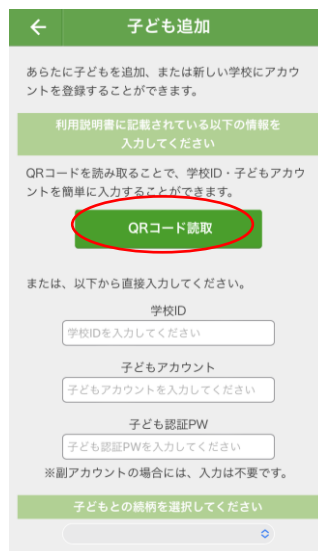 子ども追加
あらたに子どもを追加、または新しい学校にアカウ
ントを登録することができます。
利用説明書に記載されている以下の情報を
入力してください
QRコードを読み取ることで、学校ID・子どもアカウ
ントを簡単に入力することができます。
QRコード読取
または、以下から直接入力してください。
学校ID
学校IDを入力してください
子どもアカウント
子どもアカウントを入力してください
子ども認証PW
子ども認証PWを入力してください
※副アカウントの場合には、入力は不要です。
子どもとの続柄を選択してください